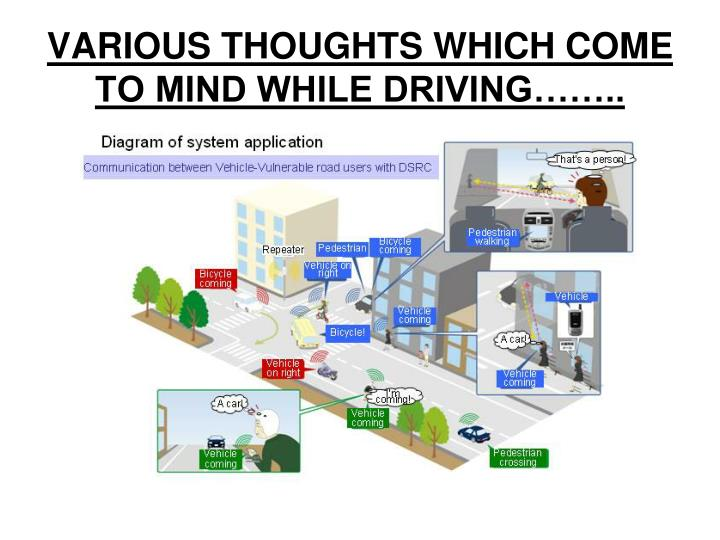 VARIOUS THOUGHTS WHICH COME
TO MIND WHILE DRIVING……..
Diagram of system application
Communication between Vehicle-Vulnerable road users with DSRC
That's a person!
Pedestrian
walking
Repeater
Pedestrian
Bicycle
coming
Vehicle on
right
Bicycle
coming
Vehicle
Vehicle
coming
Bicycle!
A car!
Vehicle
coming
Vehicle
on right
I'm
coming!
A car!
Vehicle
coming
Vehicle
coming
Pedestrian
crossing